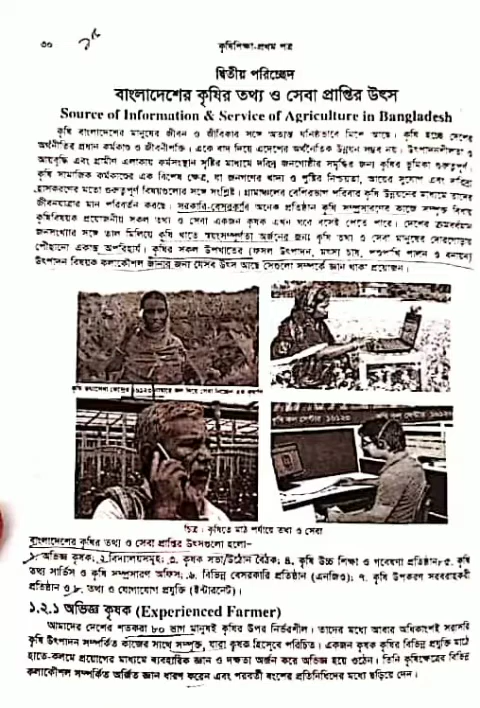 ৩০
কৃষিশিক্ষা-প্রথম পত্র
দ্বিতীয় পরিচ্ছেদ
বাংলাদেশের কৃষির তথ্য ও সেবা প্রাপ্তির উৎস
Source of Information & Service of Agriculture in Bangladesh
কৃষি বাংলাদেশের মানুষের জীবন ও জীবিকার সঙ্গে অত্যন্ত ঘনিষ্ঠভাবে মিশে আছে। কৃষি হচ্ছে দেশের
অর্থনীতির প্রধান কর্মকাণ্ড ও জীবনীশক্তি। একে বাদ দিয়ে এদেশের অর্থনৈতিক উন্নয়ন সম্ভব নয়। উৎপাদনশীলতা ও
আয়বৃদ্ধি এবং গ্রামীণ এলাকায় কর্মসংস্থান সৃষ্টির মাধ্যমে দরিদ্র জনগোষ্ঠীর সমৃদ্ধির জন্য কৃষির ভূমিকা গুরুত্বপূর্ণ।
কৃষি সামাজিক কর্মকাণ্ডের এক বিশেষ ক্ষেত্র, যা জনগণের খাদ্য ও পুষ্টির নিশ্চয়তা, আয়ের সুযোগ এবং দারিদ্র্য
হ্রাসকরণের মতো গুরুত্বপূর্ণ বিষয়গুলোর সঙ্গে সংশ্লিষ্ট। গ্রামাঞ্চলের বেশিরভাগ পরিবার কৃষি উন্নয়নের মাধ্যমে তাদের
জীবনযাত্রার মান পরিবর্তন করছে। সরকারি-বেসরকারি অনেক প্রতিষ্ঠান কৃষি সম্প্রসারণের কাজে সম্পৃক্ত বিধায়
কৃষিবিষয়ক প্রয়োজনীয় সকল তথ্য ও সেবা একজন কৃষক এখন ঘরে বসেই পেতে পারে। দেশের ক্রমবর্ধমান
জনসংখ্যার সঙ্গে তাল মিলিয়ে কৃষি খাতে স্বয়ংসম্পূর্ণতা অর্জনের জন্য কৃষি তথ্য ও সেবা মানুষের দোরগোড়ায়
পৌঁছানো একান্ত অপরিহার্য। কৃষির সকল উপখাতের (ফসল উৎপাদন, মৎস্য চাষ, পশুপাখি পালন ও বনায়ন)
উৎপাদন বিষয়ক কলাকৌশল জানার জন্য যেসব উৎস আছে সেগুলো সম্পর্কে জ্ঞান থাকা প্রয়োজন।
কৃষি কল সেন্টার ১৬১২৩
চিত্র : কৃষিতে মাঠ পর্যায়ে তথ্য ও সেবা
বাংলাদেশের কৃষির তথ্য ও সেবা প্রাপ্তির উৎসগুলো হলো–
১. অভিজ্ঞ কৃষক; ২. বিদ্যালয়সমূহ; ৩. কৃষক সভা/উঠোন বৈঠক; ৪. কৃষি উচ্চ শিক্ষা ও গবেষণা প্রতিষ্ঠান; ৫. কৃষি
তথ্য সার্ভিস ও কৃষি সম্প্রসারণ অফিস; ৬. বিভিন্ন বেসরকারি প্রতিষ্ঠান (এনজিও); ৭. কৃষি উপকরণ সরবরাহকারী
প্রতিষ্ঠান ও ৮. তথ্য ও যোগাযোগ প্রযুক্তি (ইন্টারনেট)।
১.২.১ অভিজ্ঞ কৃষক (Experienced Farmer)
আমাদের দেশের শতকরা ৮০ ভাগ মানুষই কৃষির উপর নির্ভরশীল। তাদের মধ্যে আবার অধিকাংশই সরাসরি
কৃষি উৎপাদন সম্পর্কিত কাজের সাথে সম্পৃক্ত, যারা কৃষক হিসেবে পরিচিত। একজন কৃষক কৃষির বিভিন্ন প্রযুক্তি মাঠে
হাতে-কলমে প্রয়োগের মাধ্যমে ব্যবহারিক জ্ঞান ও দক্ষতা অর্জন করে অভিজ্ঞ হয়ে ওঠেন। তিনি কৃষিক্ষেত্রের বিভিন্ন
কলাকৌশল সম্পর্কিত অর্জিত জ্ঞান ধারণ করেন এবং পরবর্তী বংশের প্রতিনিধিদের মধ্যে ছড়িয়ে দেন।